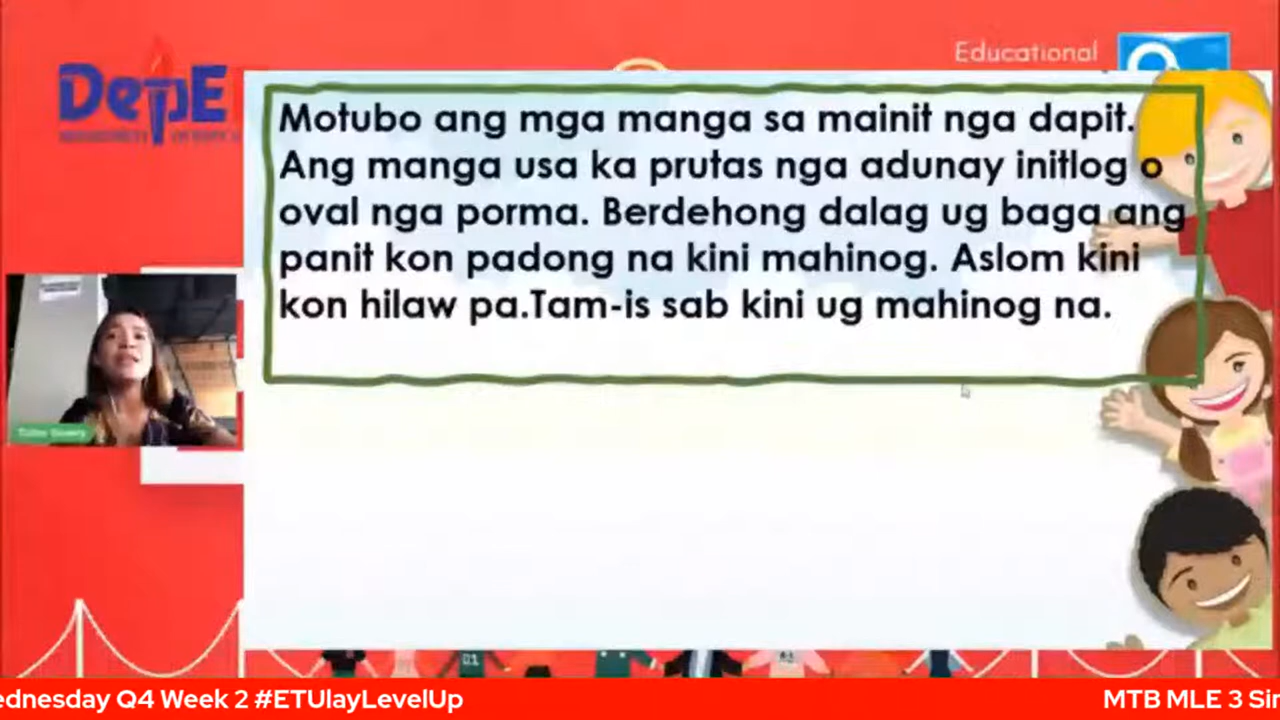 Educational
DepE
Motubo ang mga manga sa mainit nga dapit.
Ang manga usa ka prutas nga adunay initlog o
oval nga porma. Berdehong dalag ug baga ang
panit kon padong na kini mahinog. Aslom kini
kon hilaw pa.Tam-is sab kini ug mahinog na.
01
ednesday Q4 Week 2 #ETUlayLevelUp
MTB MLE 3 Sin